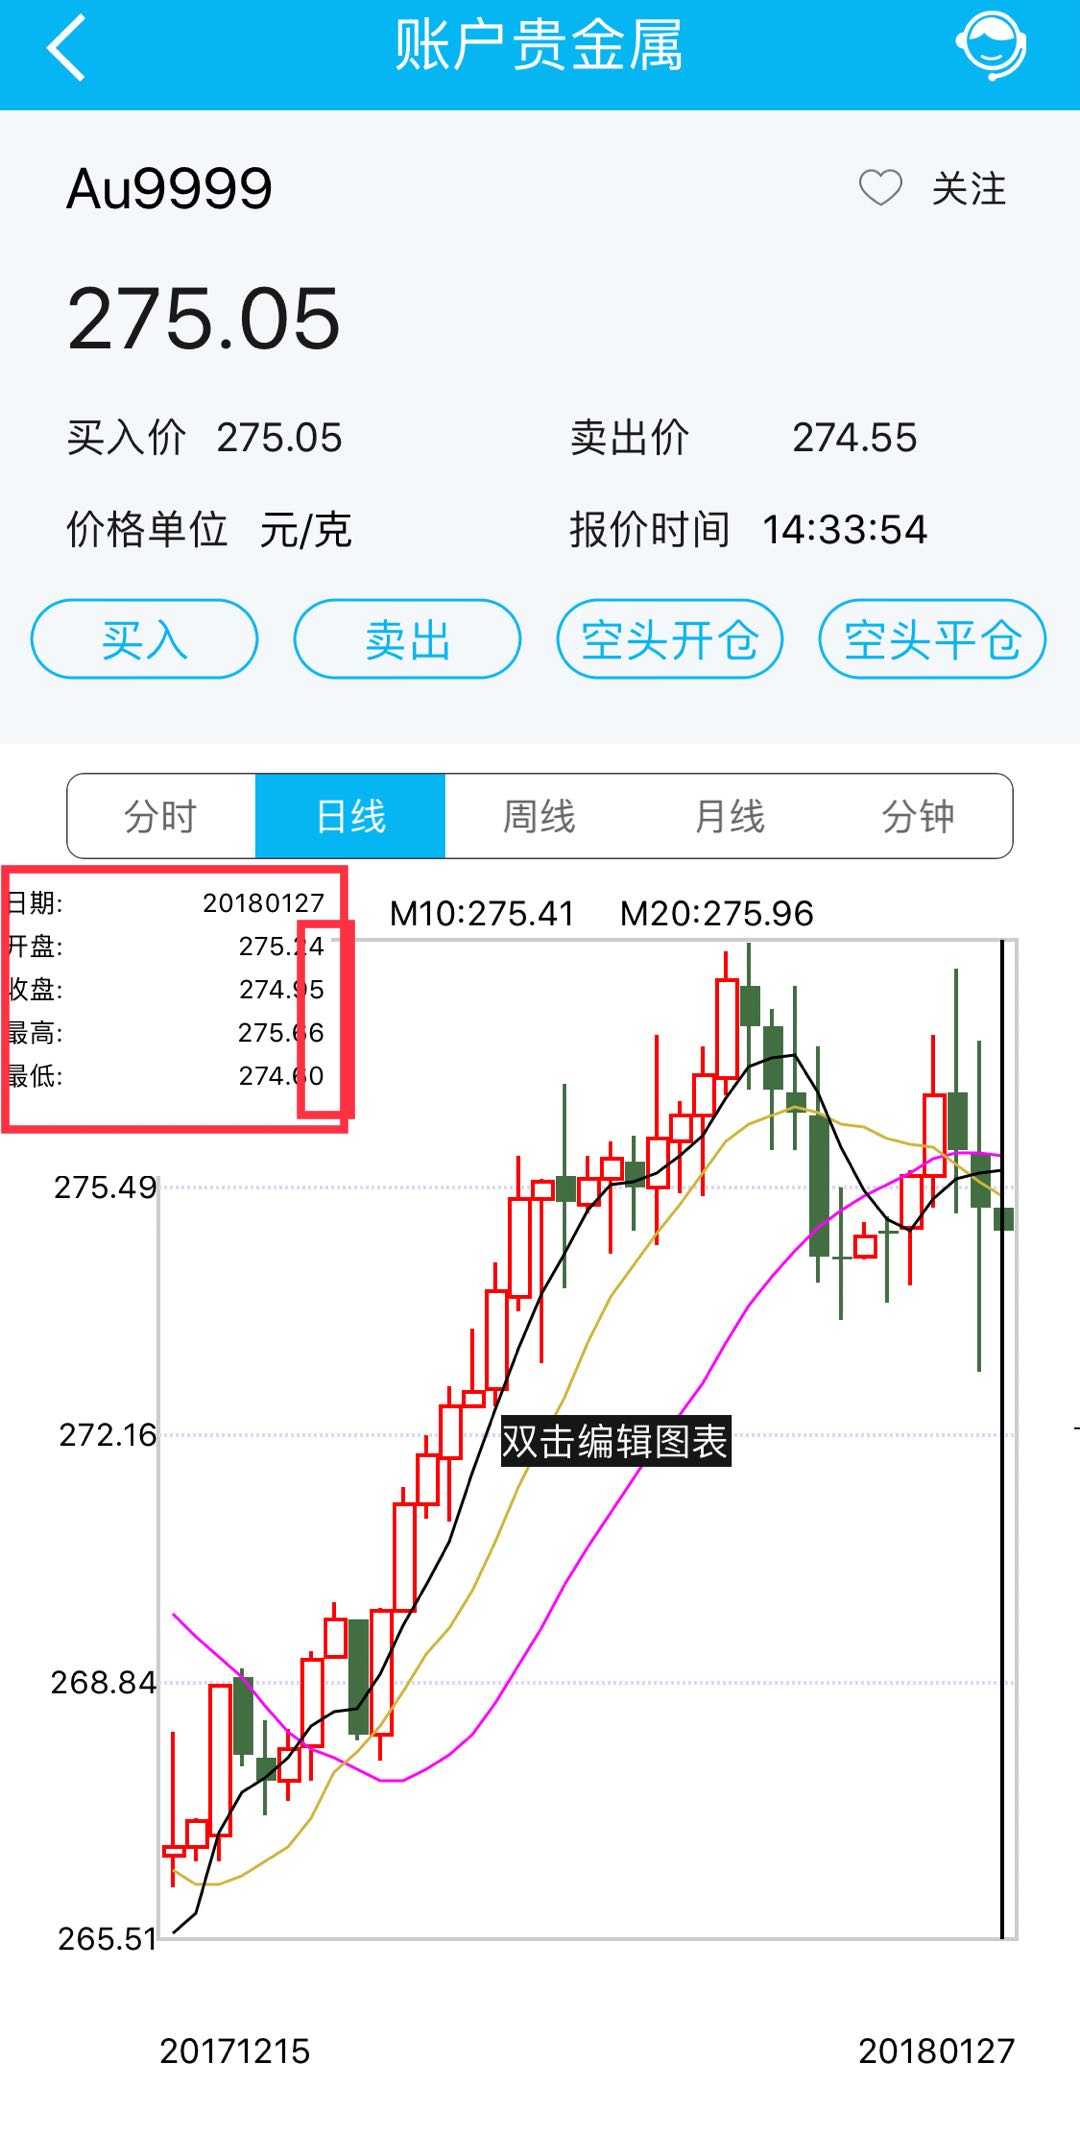 账户贵金属
Au9999
关注
275.05
买入价 275.05 卖出价 274.55
价格单位 元/克 报价时间 14:33:54
买入 卖出 空头开仓 空头平仓
分时 日线 周线 月线 分钟
日期: 20180127
开盘: 275.24
收盘: 274.95
最高: 275.66
最低: 274.60
M10:275.41 M20:275.96
275.49
272.16
双击编辑图表
268.84
265.51
20171215 20180127